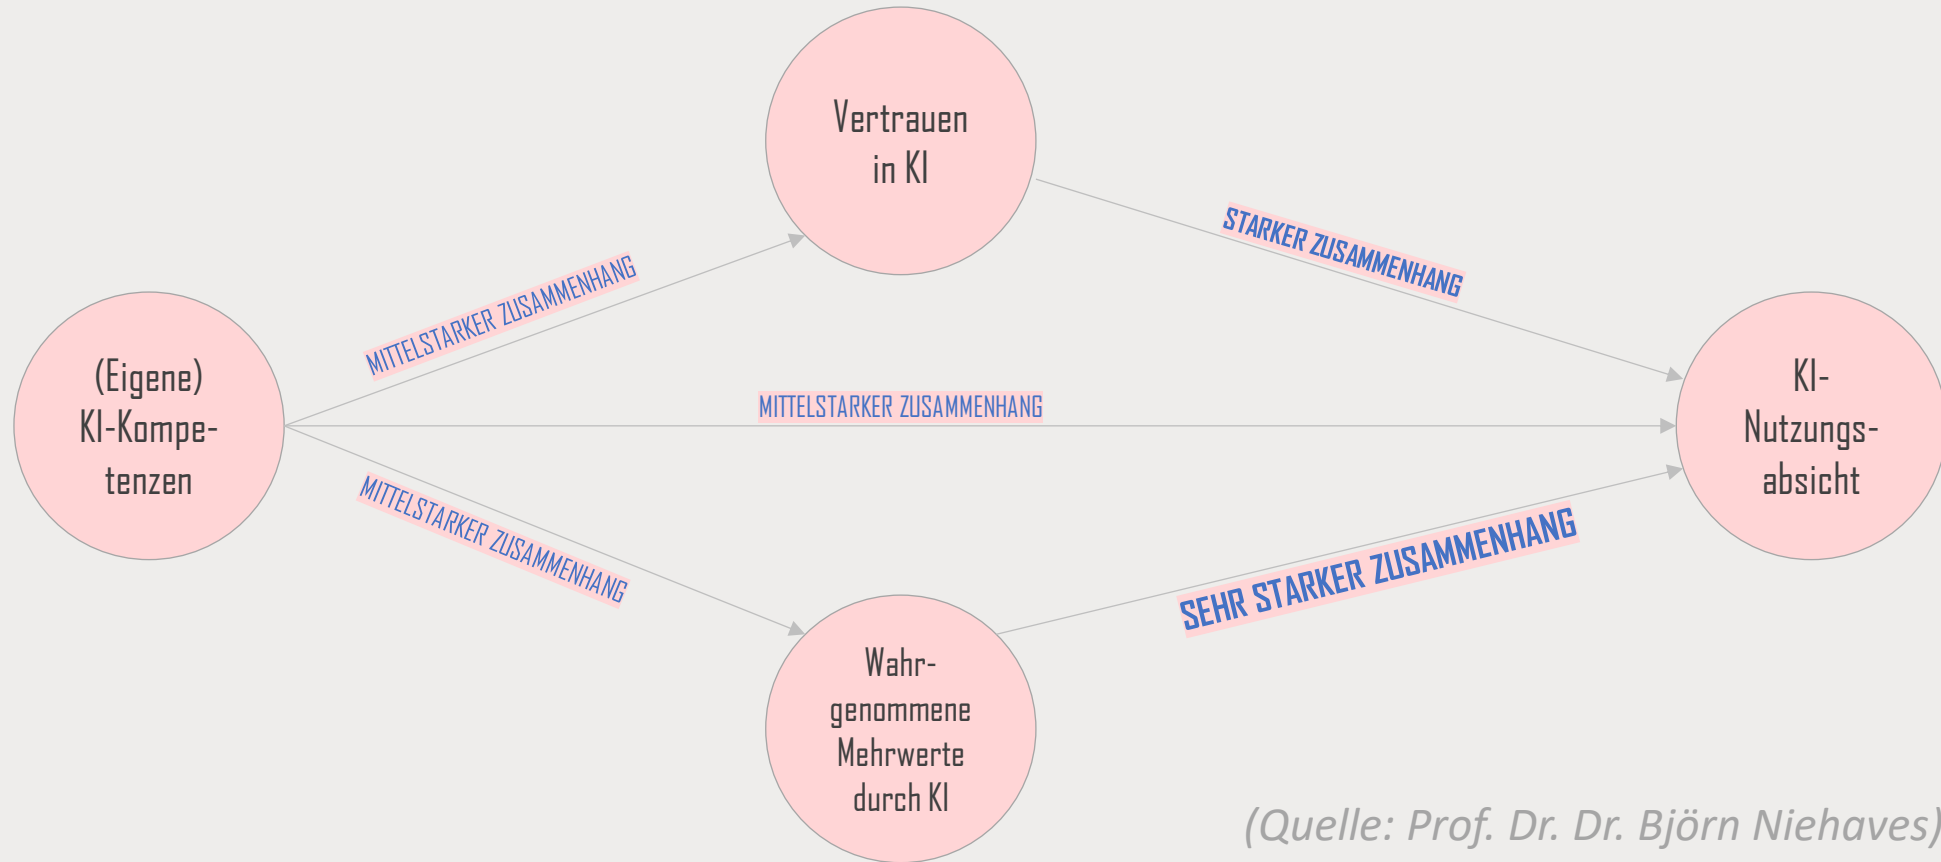 Vertrauen
in KI
STARKER ZUSAMMENHANG
MITTELSTARKER ZUSAMMENHANG
(Eigene)
KI-Kompe-
tenzen
MITTELSTARKER ZUSAMMENHANG
KI-
Nutzungs-
absicht
MITTELSTARKER ZUSAMMENHANG
SEHR STARKER ZUSAMMENHANG
Wahr-
genommene
Mehrwerte
durch KI
(Quelle: Prof. Dr. Dr. Björn Niehaves)